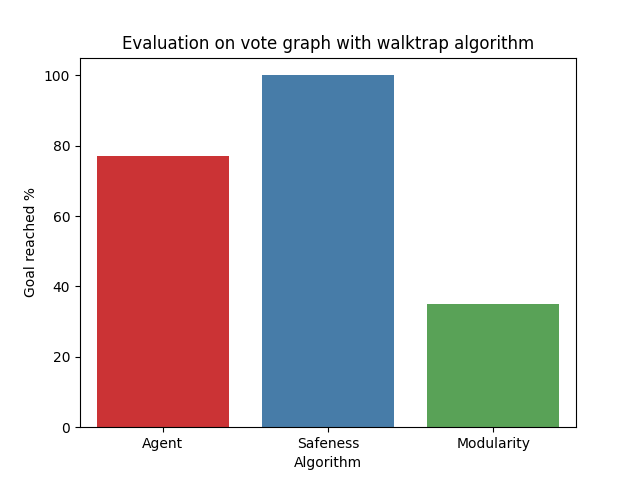 Evaluation on vote graph with walktrap algorithm
Goal reached %
100
80
60
40
20
0
Agent
Safeness
Modularity
Algorithm